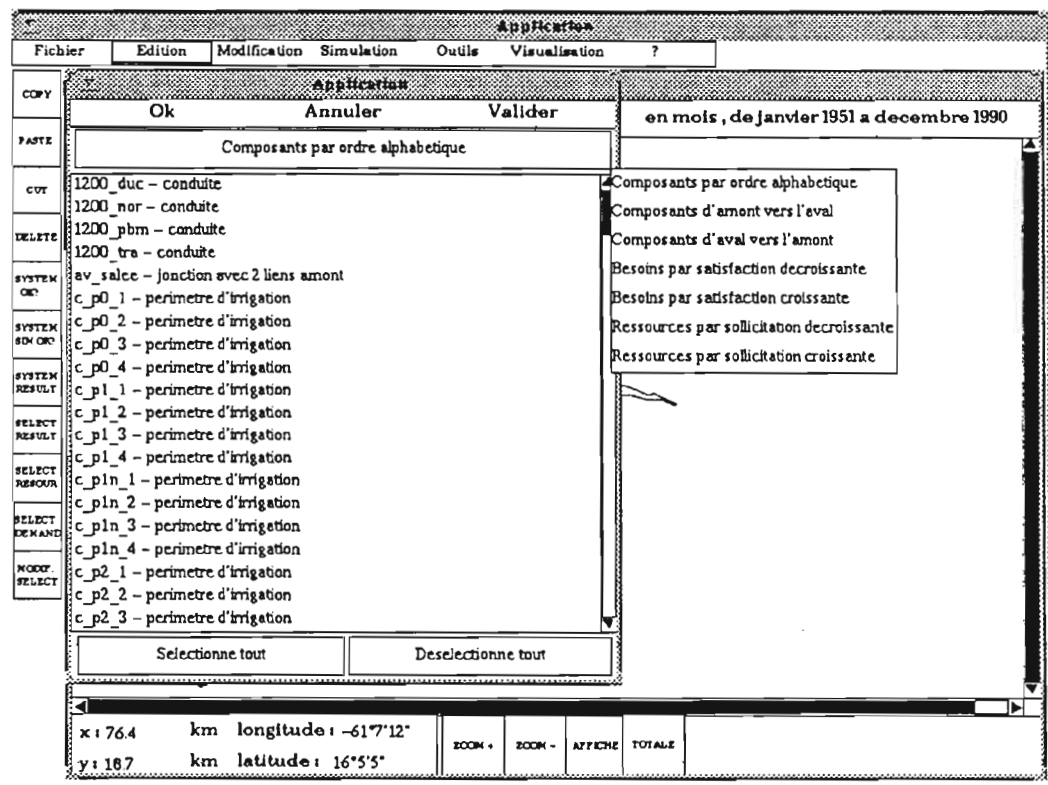 Application
Fichier Edition Modification Simulation Outils Visualisation ?
COPY
PASTE
CUT
DELETE
SYSTEM OK?
SYSTEM SIM OK?
SYSTEM RESULT
SELECT RESULT
SELECT RESOUR
SELECT DEMAND
MODIF. SELECT
Application
Ok Annuler Valider
en mois , de janvier 1951 a decembre 1990
Composants par ordre alphabetique
1200_duc – conduite
1200_nor – conduite
1200_pbm – conduite
1200_tra – conduite
av_salee – jonction avec 2 liens amont
c_p0_1 – perimetre d'irrigation
c_p0_2 – perimetre d'irrigation
c_p0_3 – perimetre d'irrigation
c_p0_4 – perimetre d'irrigation
c_p1_1 – perimetre d'irrigation
c_p1_2 – perimetre d'irrigation
c_p1_3 – perimetre d'irrigation
c_p1_4 – perimetre d'irrigation
c_p1n_1 – perimetre d'irrigation
c_p1n_2 – perimetre d'irrigation
c_p1n_3 – perimetre d'irrigation
c_p1n_4 – perimetre d'irrigation
c_p2_1 – perimetre d'irrigation
c_p2_2 – perimetre d'irrigation
c_p2_3 – perimetre d'irrigation
Composants par ordre alphabetique
Composants d'amont vers l'aval
Composants d'aval vers l'amont
Besoins par satisfaction decroissante
Besoins par satisfaction croissante
Ressources par sollicitation decroissante
Ressources par sollicitation croissante
Selectionne tout
Deselectionne tout
x : 76.4 km longitude : –61°7'12"
y : 18.7 km latitude : 16°5'5"
ZOOM +
ZOOM –
AFFICHE
TOTALE